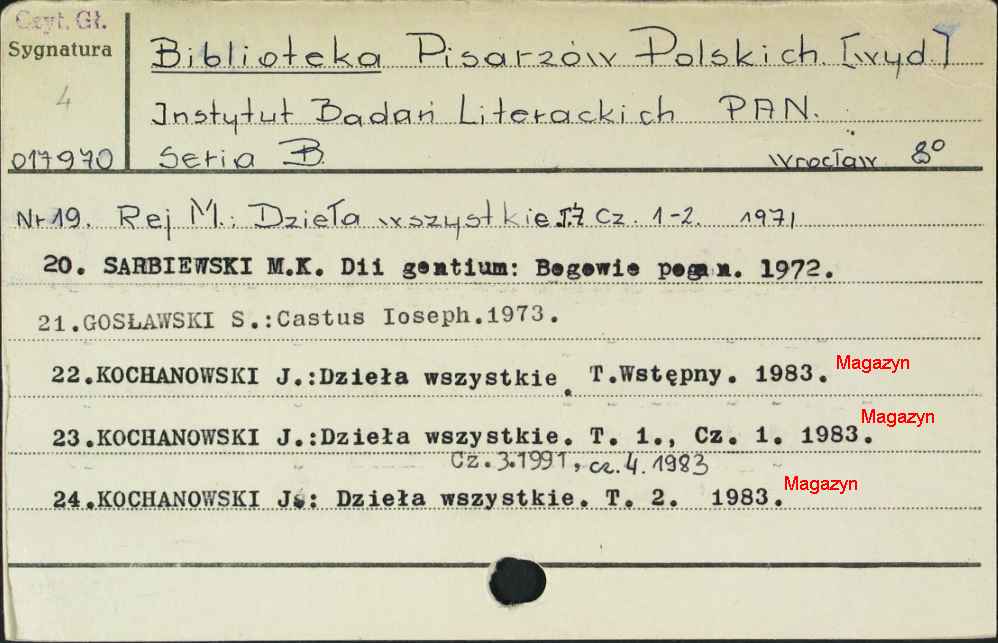 Czyt. Gł.
Sygnatura
4
017970
Biblioteka Pisarzów Polskich. [wyd.]
Instytut Badań Literackich PAN.
Seria B. Wrocław 8°
Nr 19. Rej M.: Dzieła wszystkie T.7 Cz. 1-2. 1971
20. SARBIEWSKI M.K. Dii gentium: Bogowie pogan. 1972.
21.GOSŁAWSKI S.:Castus Ioseph.1973.
22.KOCHANOWSKI J.:Dzieła wszystkie. T.Wstępny. 1983. Magazyn
23.KOCHANOWSKI J.:Dzieła wszystkie. T. 1., Cz. 1. 1983. Magazyn
Cz.3.1991, cz.4.1983
24.KOCHANOWSKI J.: Dzieła wszystkie. T. 2. 1983. Magazyn